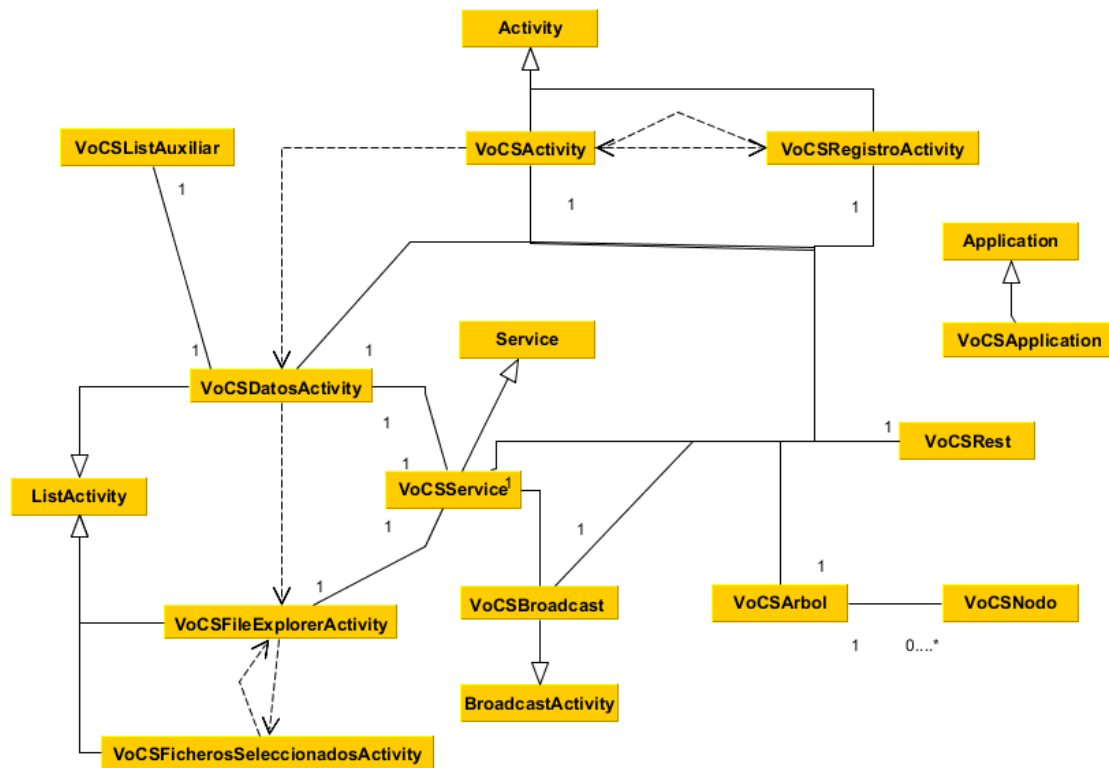 Activity
VoCSListAuxiliar
VoCSActivity
VoCSRegistroActivity
1
1
1
Application
Service
VoCSApplication
1
1
VoCSDatosActivity
1
1
VoCSRest
1
VoCSService
1
ListActivity
1
1
1
1
VoCSBroadcast
VoCSArbol
VoCSNodo
VoCSFileExplorerActivity
1
0....*
BroadcastActivity
VoCSFicherosSeleccionadosActivity